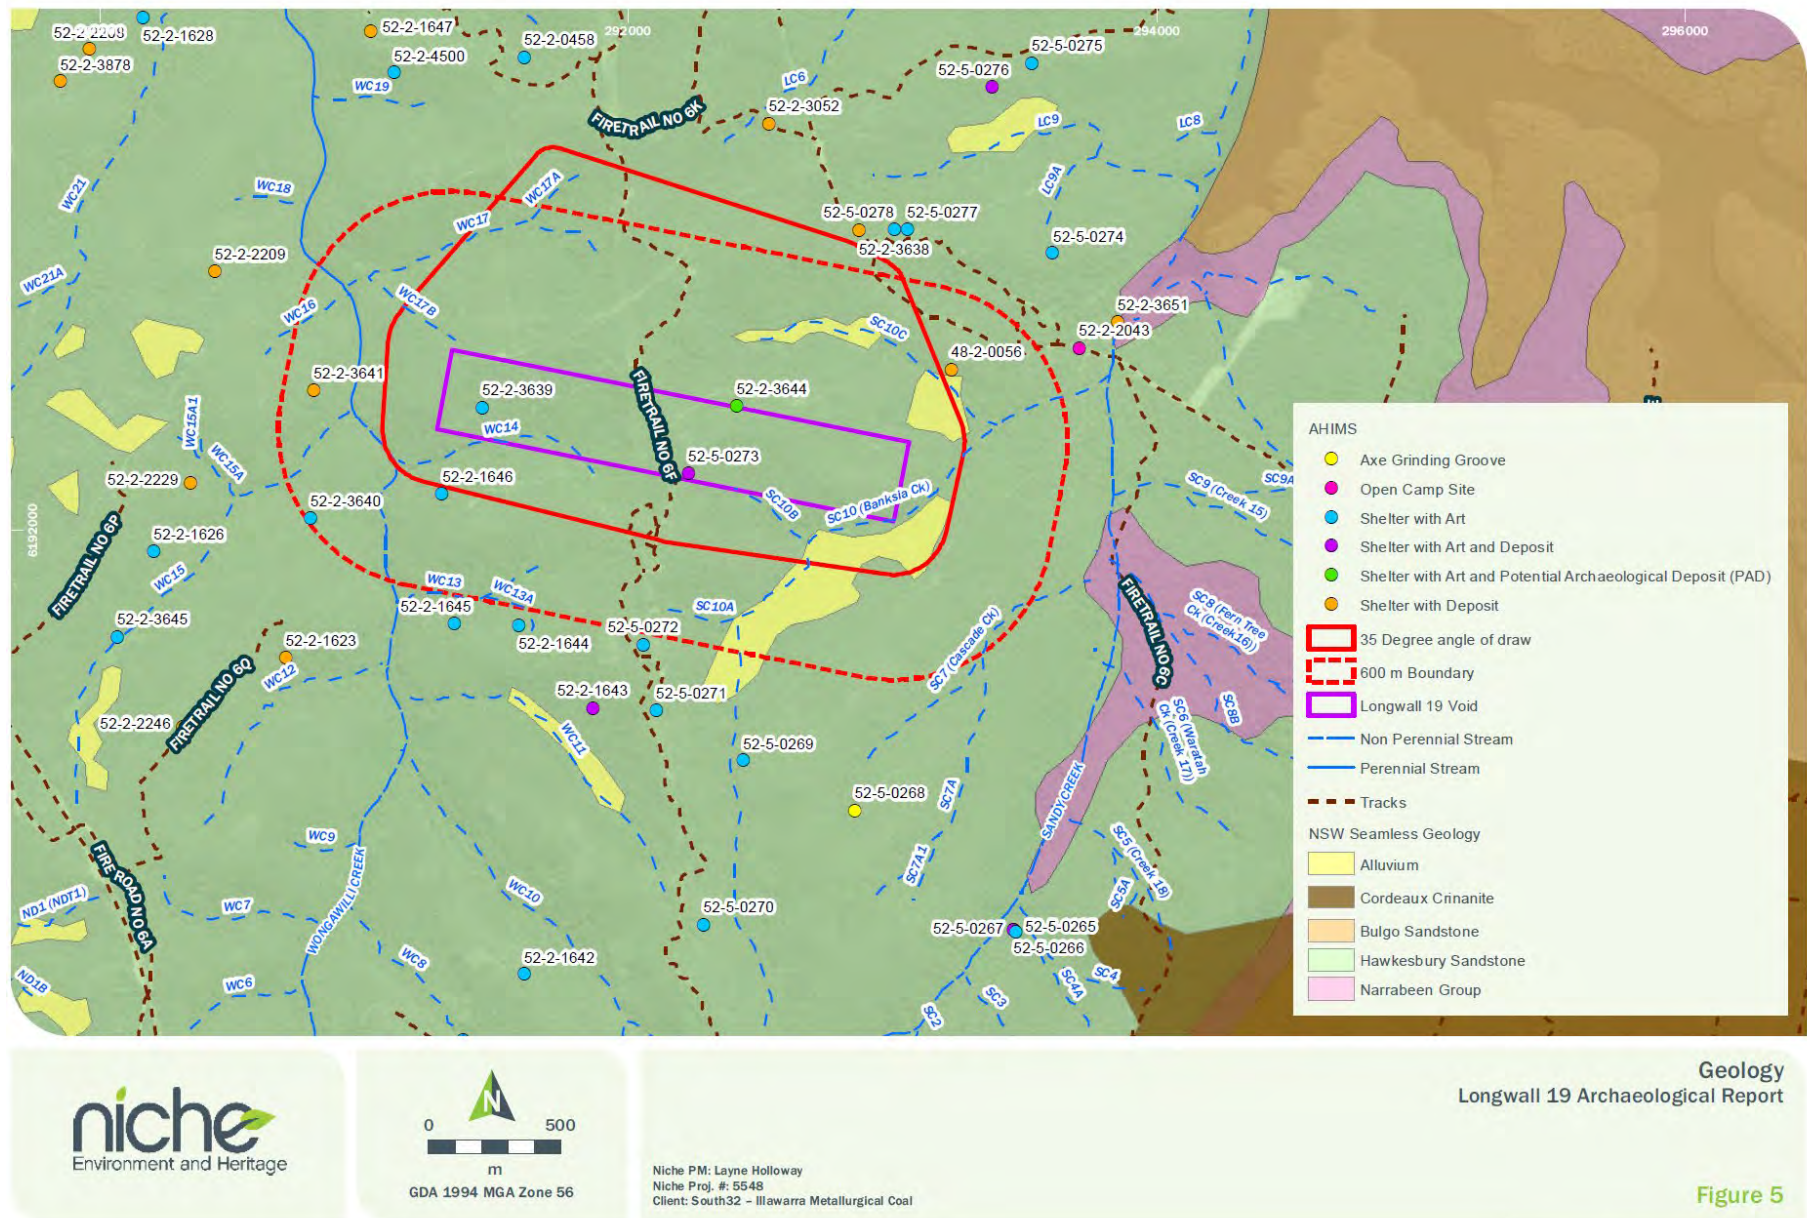 52-2-1628
52-2-1647
52-2-0458
292000
294000
296000
52-5-0275
52-2-3878
52-2-4500
WC19
LC6
52-5-0276
FIRETRAIL NO 6K
52-2-3052
LC9
LC8
WC21
WC18
WC17A
LC9A
WC17
52-5-0278
52-5-0277
52-5-0274
52-2-3638
52-2-2209
WC21A
WC16
WC17B
52-2-3651
52-2-2043
SC10C
48-2-0056
52-2-3641
52-2-3639
52-2-3644
FIRETRAIL NO 6F
WC15A1
WC14
WC15A
52-5-0273
52-2-2229
52-2-1646
SC10B
SC10 (Banksia Ck)
SC9 (Creek 15)
SC9A
52-2-3640
6192000
FIRETRAIL NO 6P
52-2-1626
WC15
WC13
WC13A
52-2-1645
52-2-1644
SC10A
52-5-0272
52-2-3645
52-2-1623
WC12
SC7 (Cascade Ck)
FIRETRAIL NO 6C
SC8 (Fern Tree
Ck (Creek16))
52-2-1643
52-5-0271
SC6 (Waratah
Ck (Creek 17))
SC8B
52-2-2246
FIRETRAIL NO 6Q
WC11
52-5-0269
52-5-0268
SC7A
SANDY CREEK
SC7A1
SC5 (Creek 18)
SC5A
FIRE ROAD NO 6A
WC9
WONGAWILLI CREEK
WC10
ND1 (NDT1)
WC7
52-5-0270
52-5-0267
52-5-0265
52-5-0266
WC8
52-2-1642
ND1B
WC6
SC4
SC4A
SC3
SC2
AHIMS
Axe Grinding Groove
Open Camp Site
Shelter with Art
Shelter with Art and Deposit
Shelter with Art and Potential Archaeological Deposit (PAD)
Shelter with Deposit
35 Degree angle of draw
600 m Boundary
Longwall 19 Void
Non Perennial Stream
Perennial Stream
Tracks
NSW Seamless Geology
Alluvium
Cordeaux Crinanite
Bulgo Sandstone
Hawkesbury Sandstone
Narrabeen Group
niche
Environment and Heritage
N
0 500
m
GDA 1994 MGA Zone 56
Niche PM: Layne Holloway
Niche Proj. #: 5548
Client: South32 – Illawarra Metallurgical Coal
Geology
Longwall 19 Archaeological Report
Figure 5